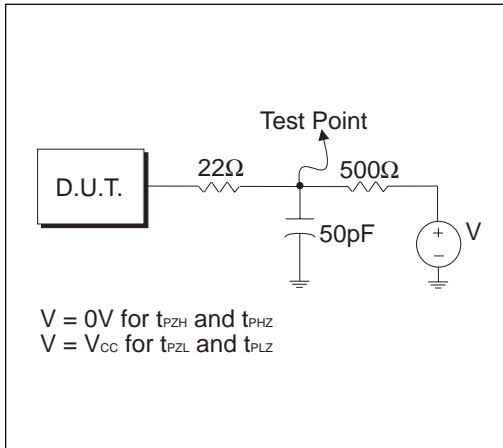 Test Point
D.U.T.
22Ω
500Ω
50pF
+
−
V
V = 0V for tPZH and tPHZ
V = VCC for tPZL and tPLZ